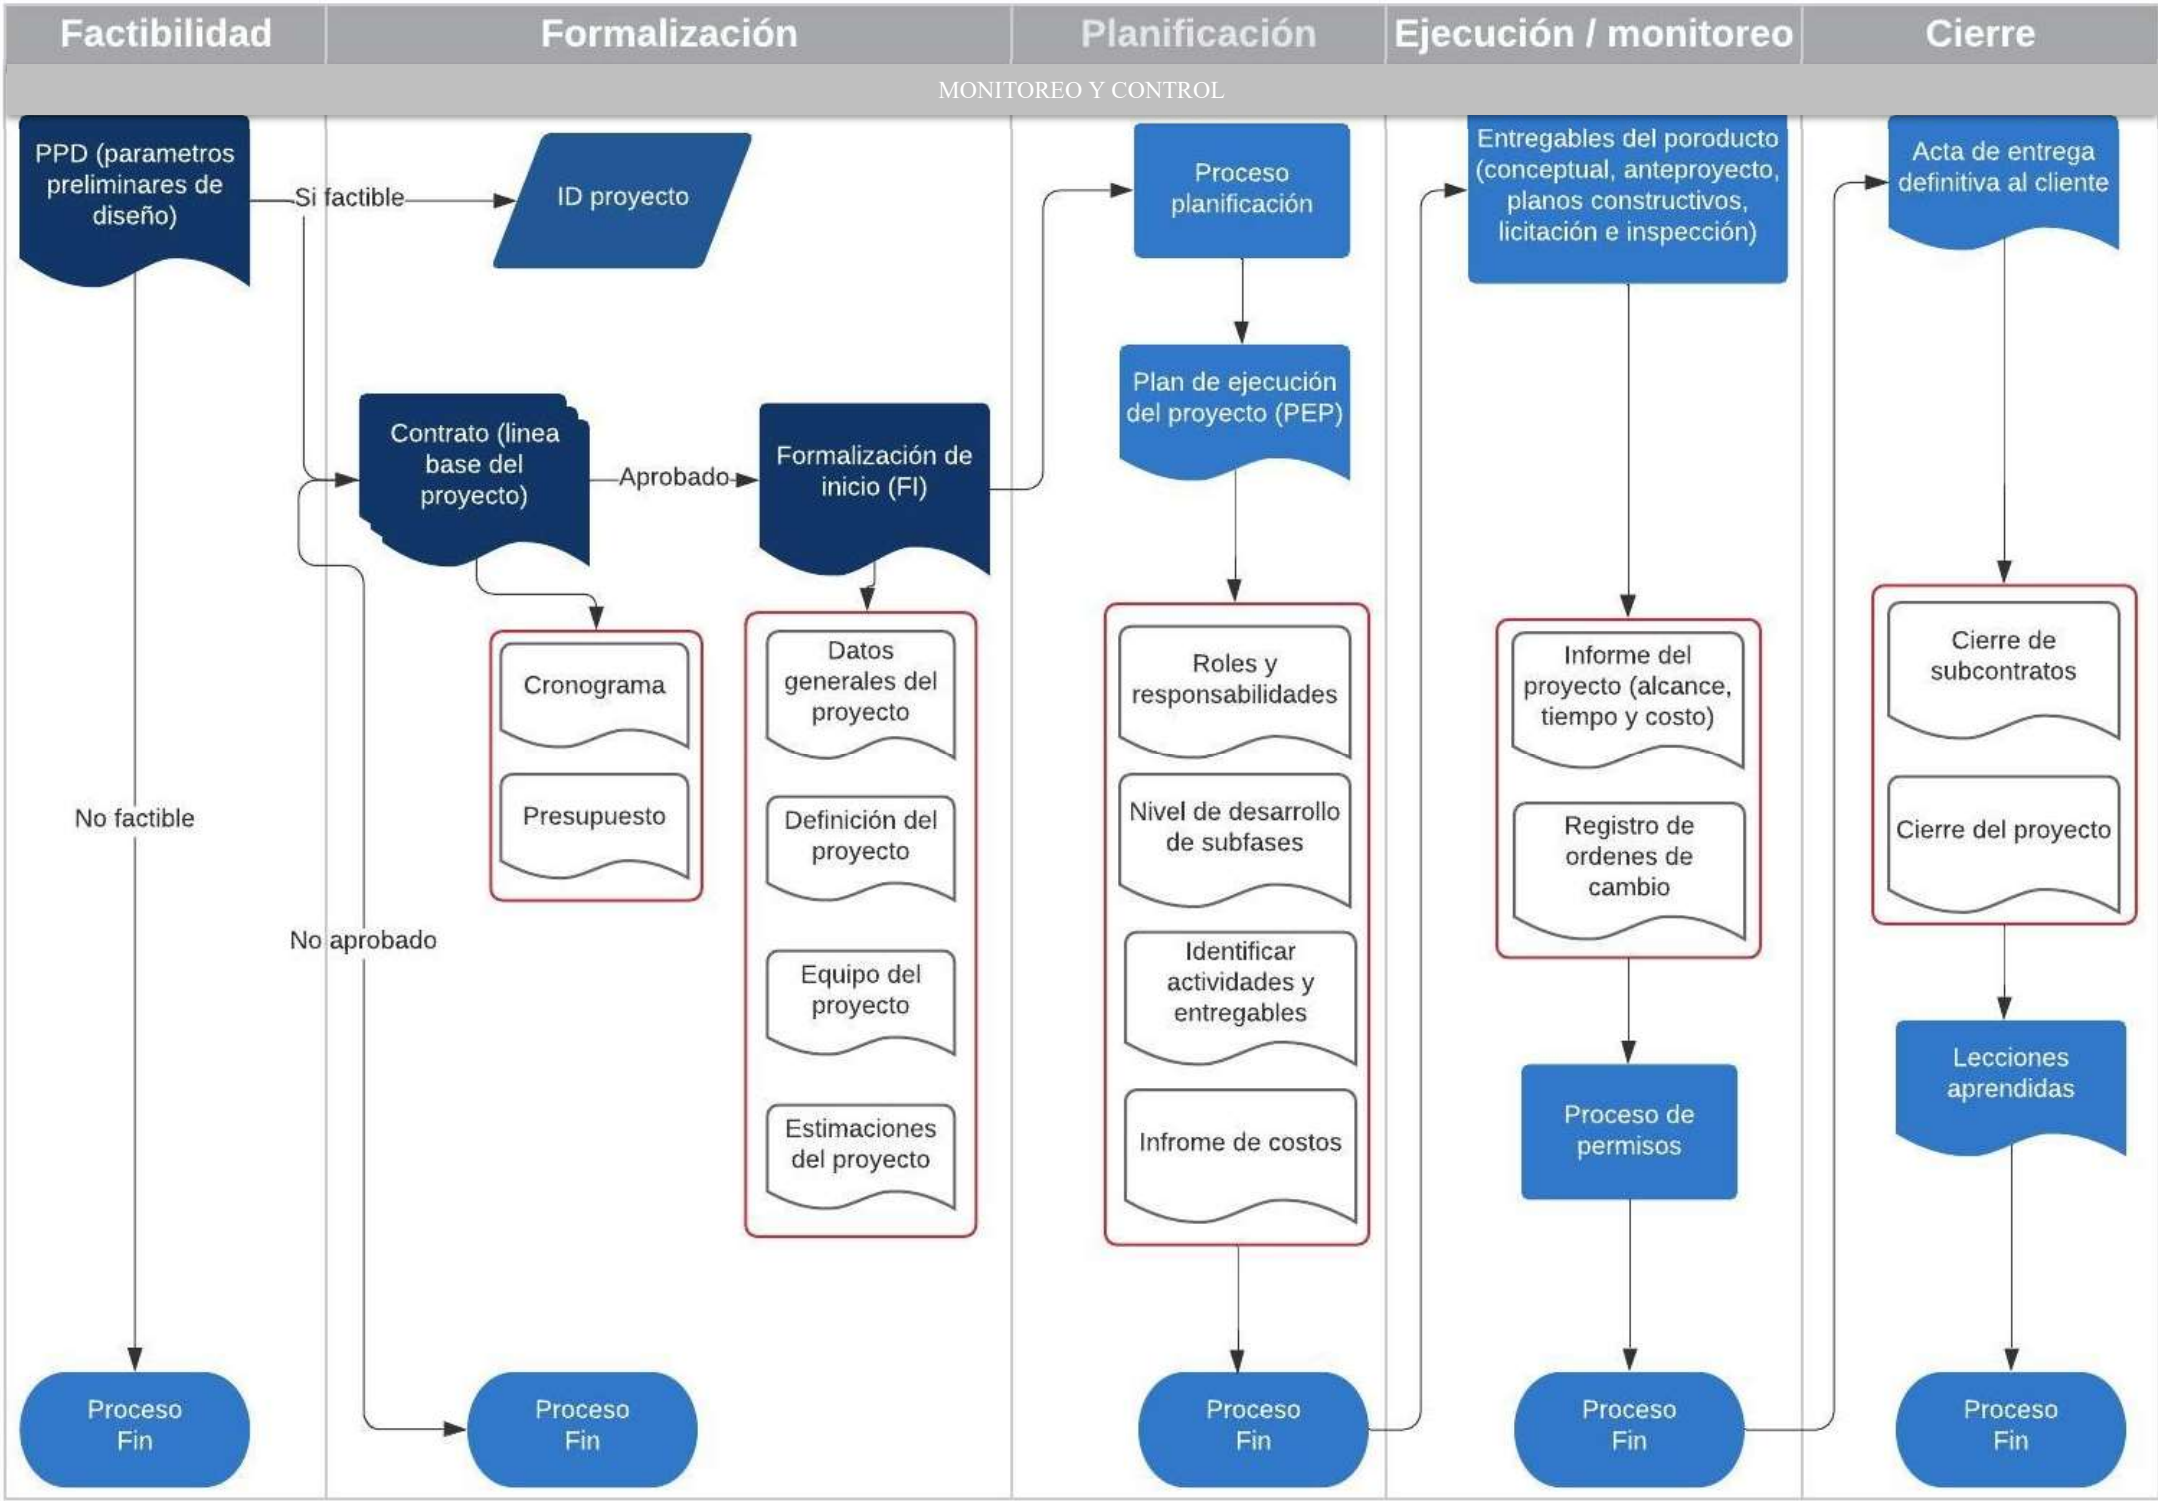 Factibilidad
Formalización
Planificación
Ejecución / monitoreo
Cierre
MONITOREO Y CONTROL
PPD (parametros
preliminares de
diseño)
Si factible
No factible
Proceso
Fin
ID proyecto
Contrato (linea
base del
proyecto)
Aprobado
Formalización de
inicio (FI)
Cronograma
Presupuesto
No aprobado
Datos
generales del
proyecto
Definición del
proyecto
Equipo del
proyecto
Estimaciones
del proyecto
Proceso
Fin
Proceso
planificación
Plan de ejecución
del proyecto (PEP)
Roles y
responsabilidades
Nivel de desarrollo
de subfases
Identificar
actividades y
entregables
Infrome de costos
Proceso
Fin
Entregables del poroducto
(conceptual, anteproyecto,
planos constructivos,
licitación e inspección)
Informe del
proyecto (alcance,
tiempo y costo)
Registro de
ordenes de
cambio
Proceso de
permisos
Proceso
Fin
Acta de entrega
definitiva al cliente
Cierre de
subcontratos
Cierre del proyecto
Lecciones
aprendidas
Proceso
Fin